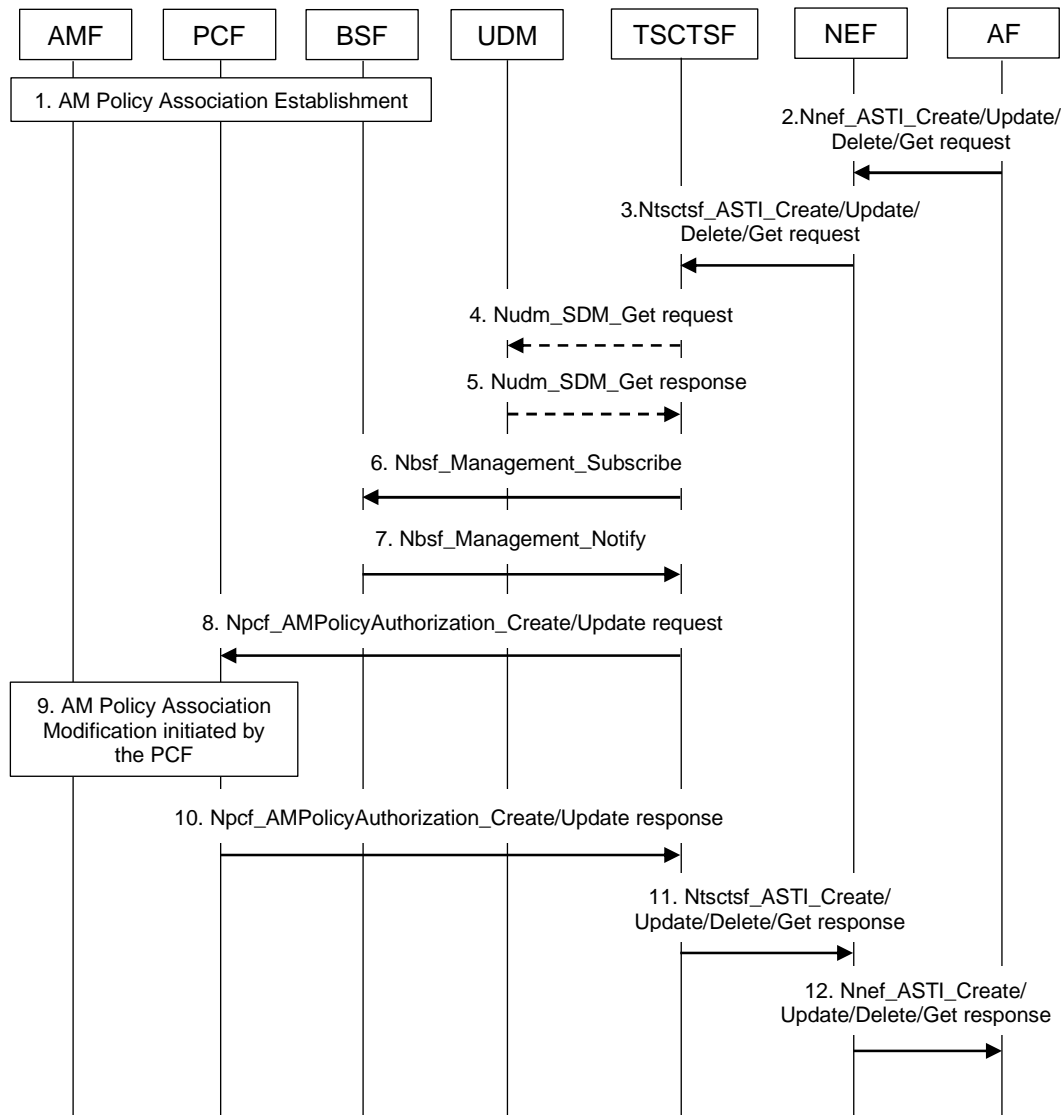 AMF PCF BSF UDM TSCTSF NEF AF
1. AM Policy Association Establishment
2.Nnef_ASTI_Create/Update/
Delete/Get request
3.Ntsctsf_ASTI_Create/Update/
Delete/Get request
4. Nudm_SDM_Get request
5. Nudm_SDM_Get response
6. Nbsf_Management_Subscribe
7. Nbsf_Management_Notify
8. Npcf_AMPolicyAuthorization_Create/Update request
9. AM Policy Association
Modification initiated by
the PCF
10. Npcf_AMPolicyAuthorization_Create/Update response
11. Ntsctsf_ASTI_Create/
Update/Delete/Get response
12. Nnef_ASTI_Create/
Update/Delete/Get response